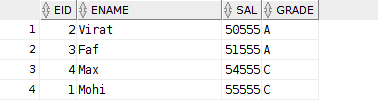 EID ENAME SAL GRADE
1 2 Virat 50555 A
2 3 Faf 51555 A
3 4 Max 54555 C
4 1 Mohi 55555 C